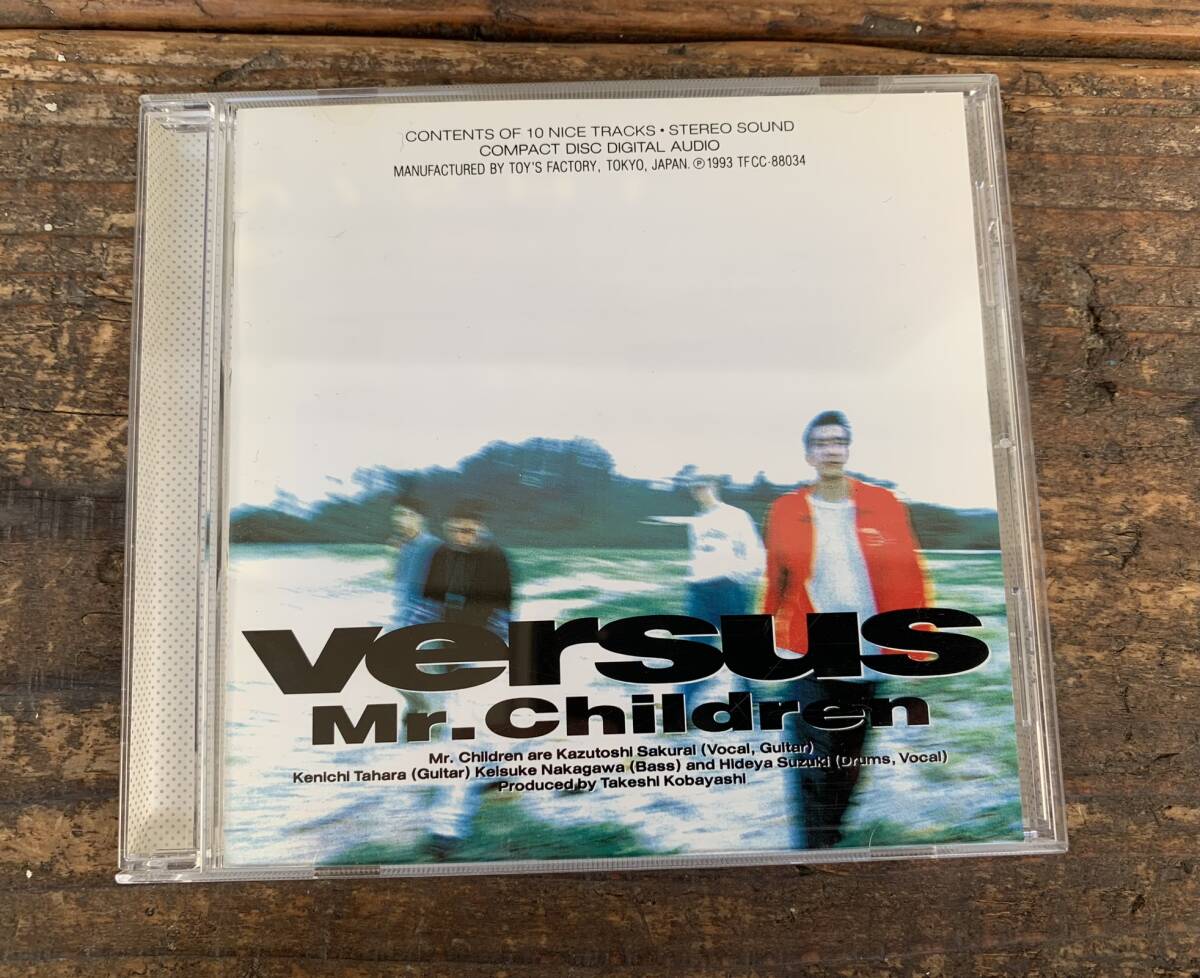 CONTENTS OF 10 NICE TRACKS • STEREO SOUND
COMPACT DISC DIGITAL AUDIO
MANUFACTURED BY TOY'S FACTORY, TOKYO, JAPAN. ℗ 1993 TFCC-88034
versus
Mr. Children
Mr. Children are Kazutoshi Sakurai (Vocal, Guitar)
Kenichi Tahara (Guitar) Keisuke Nakagawa (Bass) and Hideya Suzuki (Drums, Vocal)
Produced by Takeshi Kobayashi